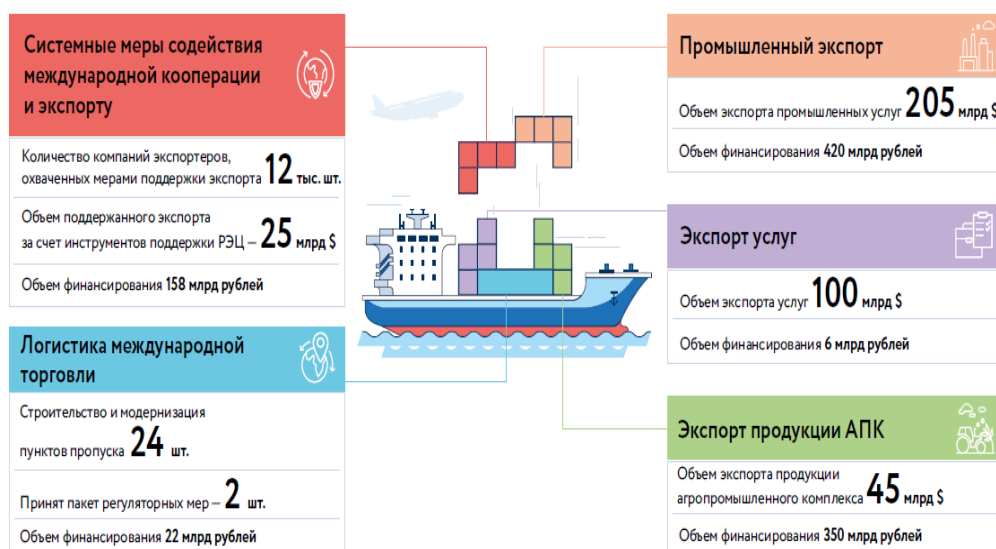 Системные меры содействия
международной кооперации
и экспорту
Количество компаний экспортеров,
охваченных мерами поддержки экспорта 12 тыс. шт.
Объем поддержанного экспорта
за счет инструментов поддержки РЭЦ – 25 млрд $
Объем финансирования 158 млрд рублей
Логистика международной
торговли
Строительство и модернизация
пунктов пропуска 24 шт.
Принят пакет регуляторных мер – 2 шт.
Объем финансирования 22 млрд рублей
Промышленный экспорт
Объем экспорта промышленных услуг 205 млрд $
Объем финансирования 420 млрд рублей
Экспорт услуг
Объем экспорта услуг 100 млрд $
Объем финансирования 6 млрд рублей
Экспорт продукции АПК
Объем экспорта продукции
агропромышленного комплекса 45 млрд $
Объем финансирования 350 млрд рублей